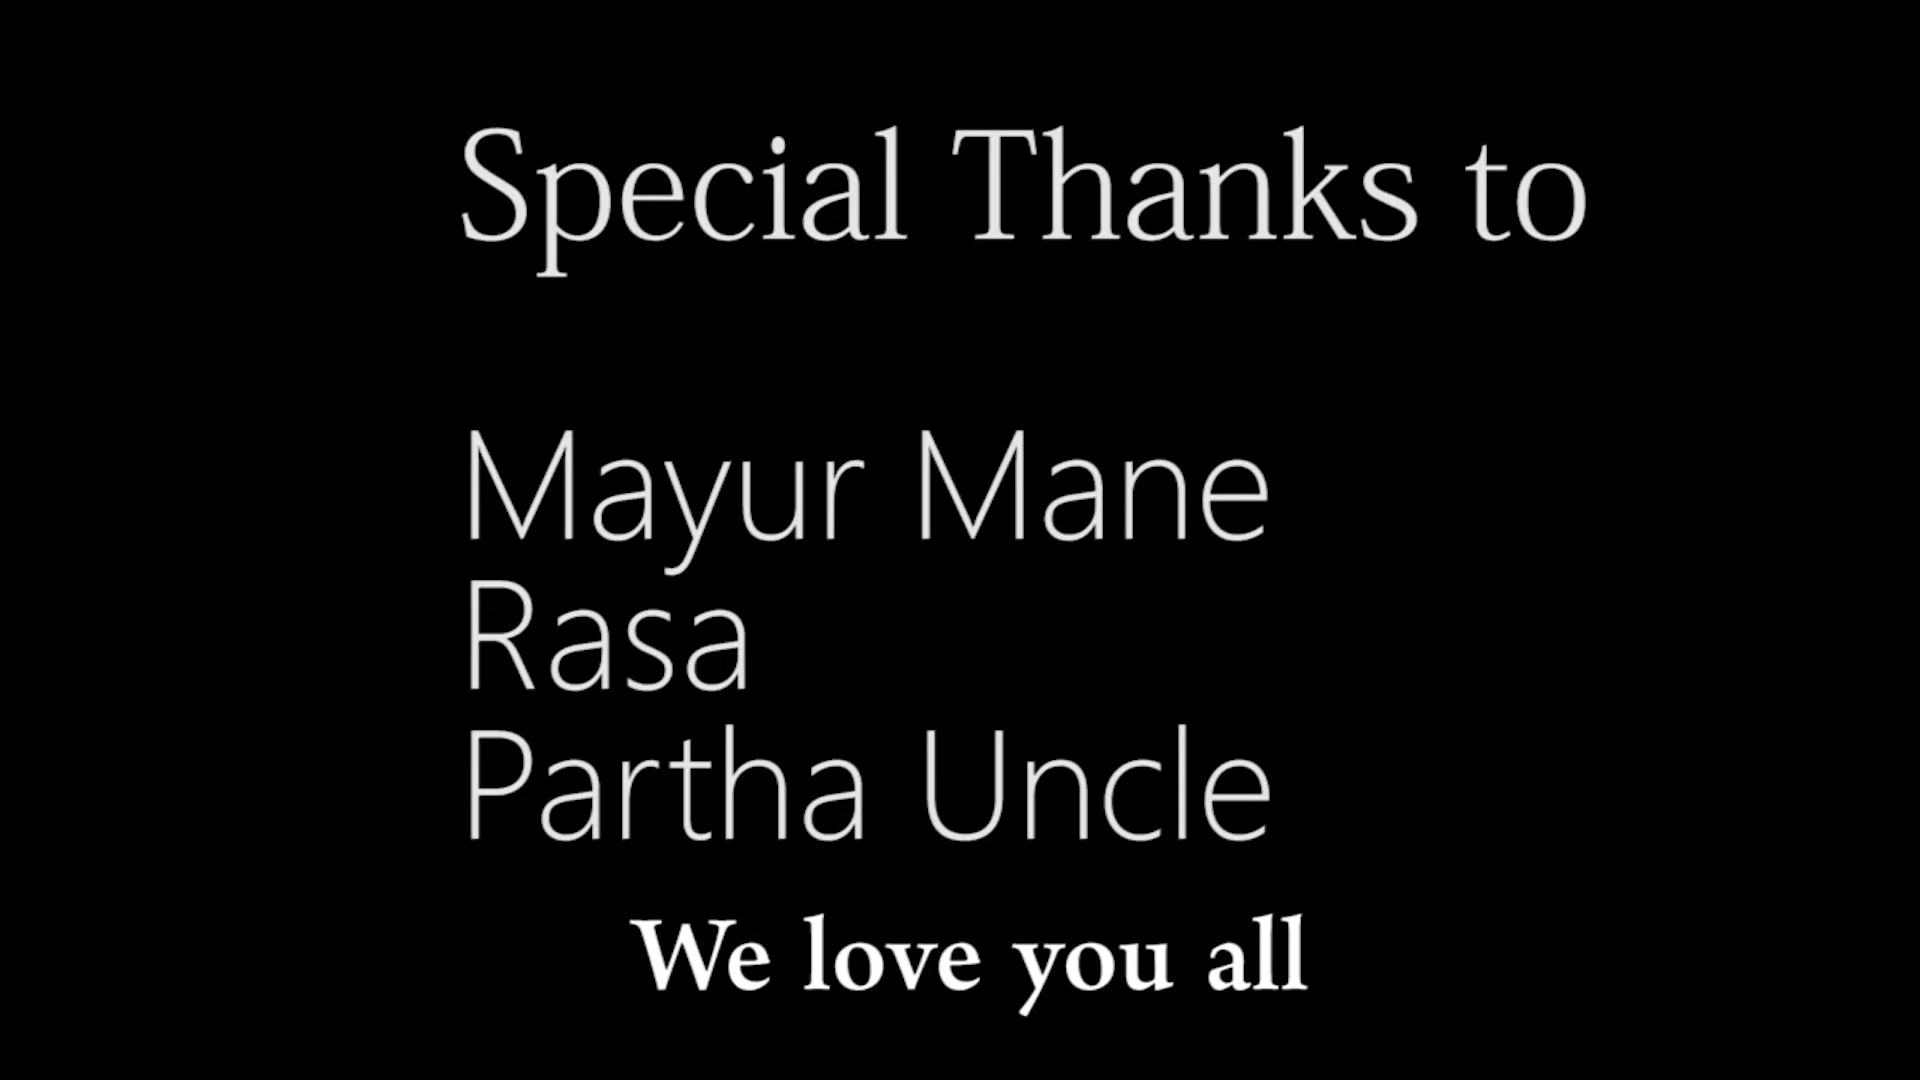 Special Thanks to
Mayur Mane
Rasa
Partha Uncle
We love you all